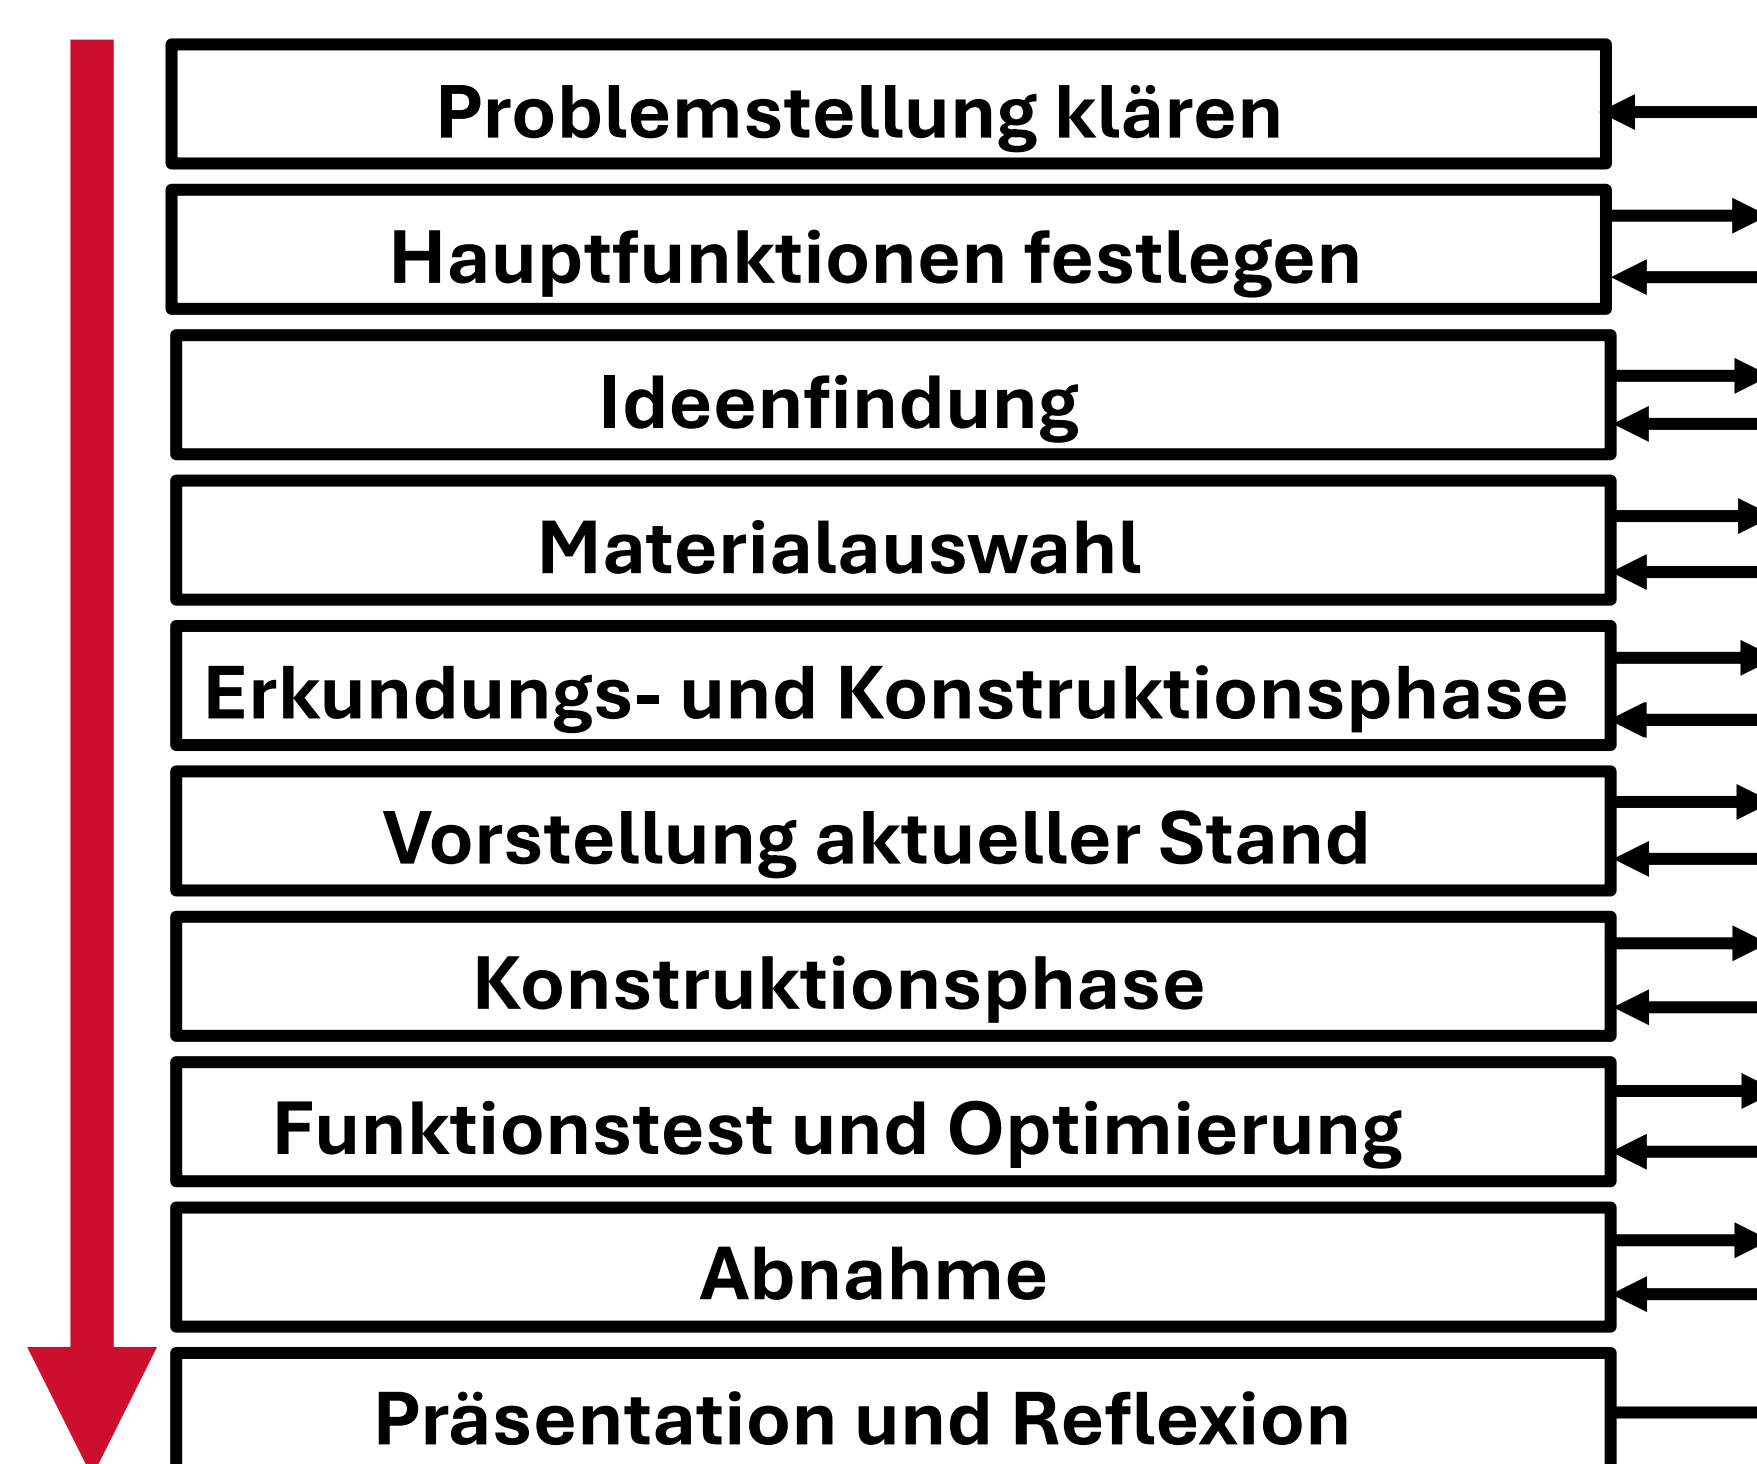 Problemstellung klären
Hauptfunktionen festlegen
Ideenfindung
Materialauswahl
Erkundungs- und Konstruktionsphase
Vorstellung aktueller Stand
Konstruktionsphase
Funktionstest und Optimierung
Abnahme
Präsentation und Reflexion